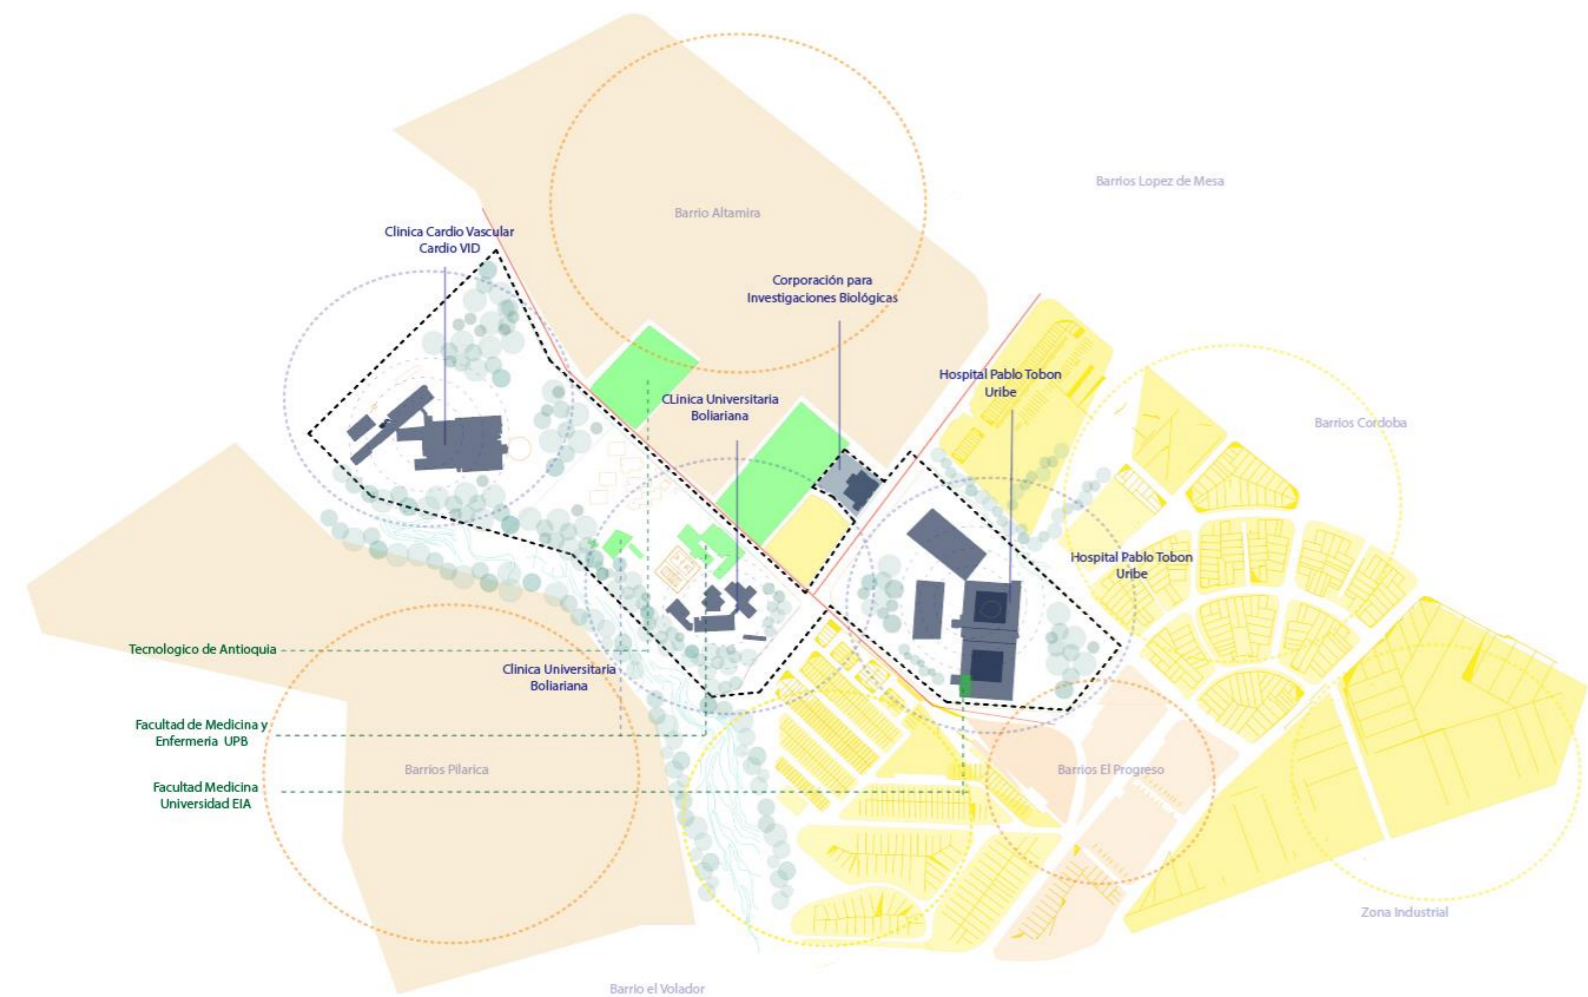 Barrios Lopez de Mesa
Barrio Altamira
Clinica Cardio Vascular
Cardio VID
Corporación para
Investigaciones Biológicas
Hospital Pablo Tobon
Uribe
CLinica Universitaria
Boliariana
Barrios Cordoba
Hospital Pablo Tobon
Uribe
Tecnologico de Antioquia
Clinica Universitaria
Boliariana
Facultad de Medicina y
Enfermeria UPB
Barrios Pilarica
Barrios El Progreso
Facultad Medicina
Universidad EIA
Zona Industrial
Barrio el Volador